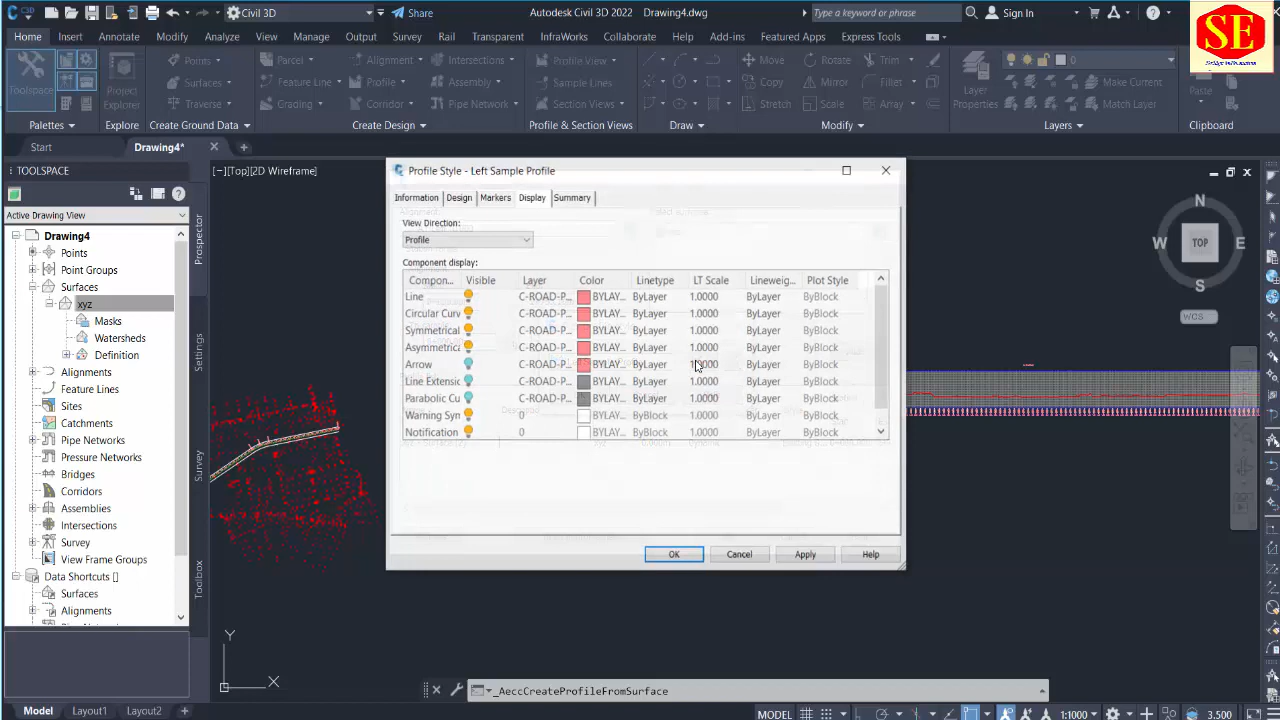 Civil 3D
Share
Autodesk Civil 3D 2022 Drawing4.dwg
Type a keyword or phrase
Sign In
SE
Bridge inFormation
Home Insert Annotate Modify Analyze View Manage Output Survey Rail Transparent InfraWorks Collaborate Help Add-ins Featured Apps Express Tools
Points Parcel Alignment Intersections Profile View Move Rotate Trim 0
Toolspace Surfaces Project Explorer Feature Line Profile Assembly Sample Lines Copy Mirror Fillet Layer Properties Make Current Paste
Traverse Grading Corridor Pipe Network Section Views Stretch Scale Array Match Layer
Palettes Explore Create Ground Data Create Design Profile & Section Views Draw Modify Layers Clipboard
Start Drawing4*
TOOLSPACE
[−][Top][2D Wireframe]
Active Drawing View
Drawing4
Points
Point Groups
Surfaces
xyz
Masks
Watersheds
Definition
Alignments
Feature Lines
Sites
Catchments
Pipe Networks
Pressure Networks
Bridges
Corridors
Assemblies
Intersections
Survey
View Frame Groups
Data Shortcuts []
Surfaces
Alignments
Prospector
Settings
Survey
Toolbox
Profile Style - Left Sample Profile
Information Design Markers Display Summary
View Direction:
Profile
Component display:
Compon... Visible Layer Color Linetype LT Scale Lineweig... Plot Style
Line C-ROAD-P... BYLAY... ByLayer 1.0000 ByLayer ByBlock
Circular Curv C-ROAD-P... BYLAY... ByLayer 1.0000 ByLayer ByBlock
Symmetrical C-ROAD-P... BYLAY... ByLayer 1.0000 ByLayer ByBlock
Asymmetrica C-ROAD-P... BYLAY... ByLayer 1.0000 ByLayer ByBlock
Arrow C-ROAD-P... BYLAY... ByLayer 1.0000 ByLayer ByBlock
Line Extensic C-ROAD-P... BYLAY... ByLayer 1.0000 ByLayer ByBlock
Parabolic Cu C-ROAD-P... BYLAY... ByLayer 1.0000 ByLayer ByBlock
Warning Syn 0 BYLAY... ByBlock 1.0000 ByLayer ByBlock
Notification 0 BYLAY... ByBlock 1.0000 ByLayer ByBlock
OK Cancel Apply Help
N
W TOP E
S
WCS
Y
X
_AeccCreateProfileFromSurface
Model Layout1 Layout2
MODEL 1:1000 3.500